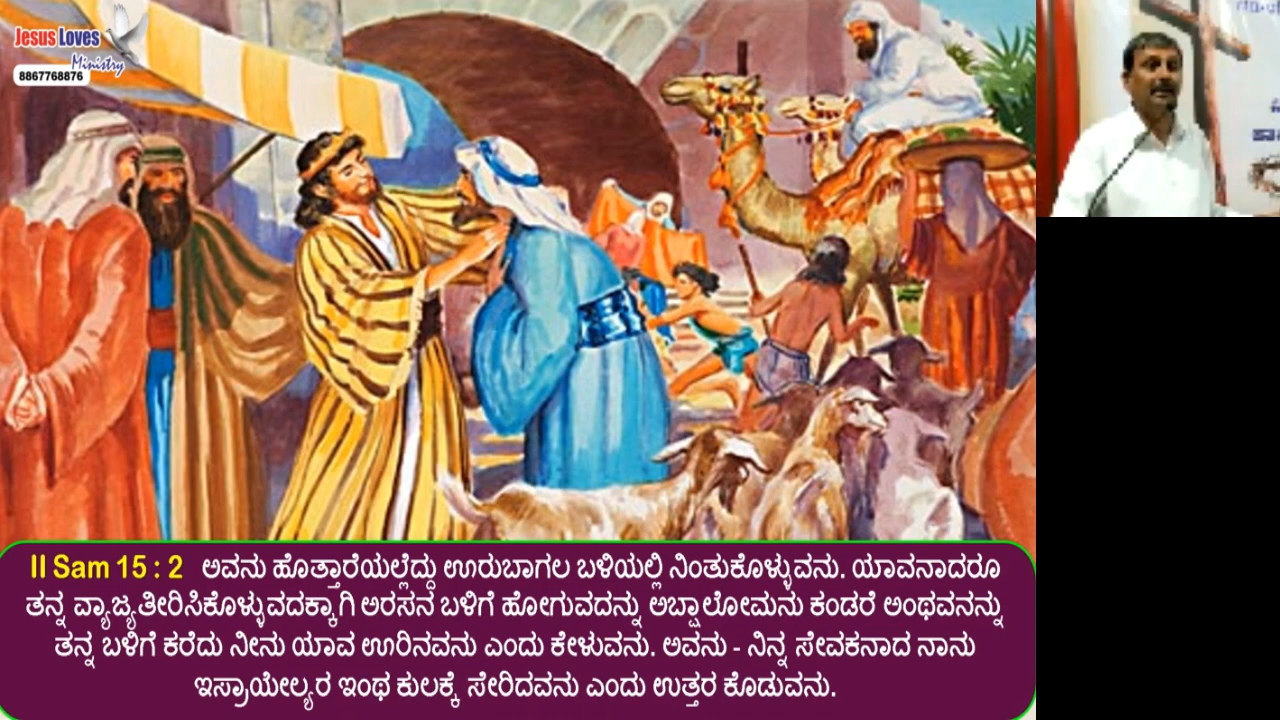 Jesus Loves
Ministry
8867768876
II Sam 15 : 2 ಅವನು ಹೊತ್ತಾರೆಯಲ್ಲೆದ್ದು ಊರುಬಾಗಲ ಬಳಿಯಲ್ಲಿ ನಿಂತುಕೊಳ್ಳುವನು. ಯಾವನಾದರೂ
ತನ್ನ ವ್ಯಾಜ್ಯತೀರಿಸಿಕೊಳ್ಳುವದಕ್ಕಾಗಿ ಅರಸನ ಬಳಿಗೆ ಹೋಗುವದನ್ನು ಅಬ್ಷಾಲೋಮನು ಕಂಡರೆ ಅಂಥವನನ್ನು
ತನ್ನ ಬಳಿಗೆ ಕರೆದು ನೀನು ಯಾವ ಊರಿನವನು ಎಂದು ಕೇಳುವನು. ಅವನು - ನಿನ್ನ ಸೇವಕನಾದ ನಾನು
ಇಸ್ರಾಯೇಲ್ಯರ ಇಂಥ ಕುಲಕ್ಕೆ ಸೇರಿದವನು ಎಂದು ಉತ್ತರ ಕೊಡುವನು.